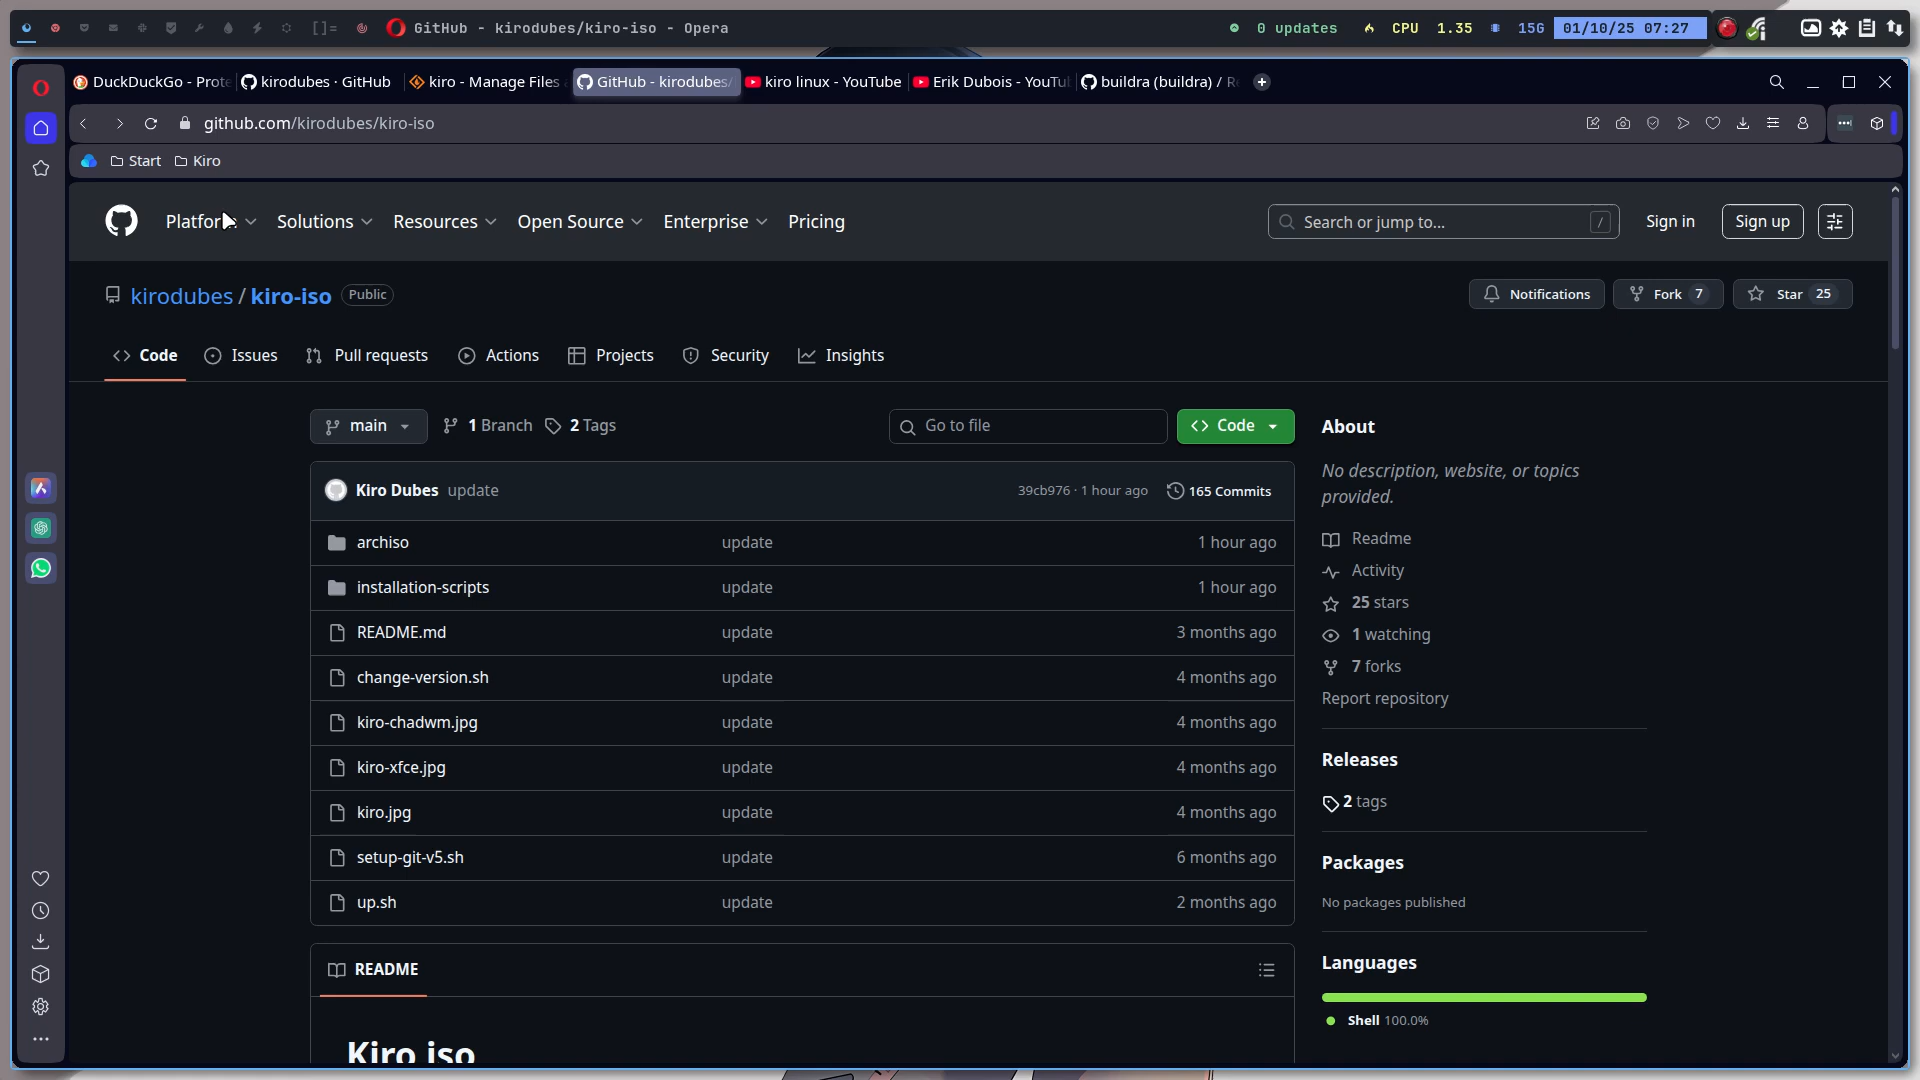 []= GitHub - kirodubes/kiro-iso - Opera 0 updates CPU 1.35 15G 01/10/25 07:27
DuckDuckGo - Prote kirodubes · GitHub kiro - Manage Files GitHub - kirodubes/ kiro linux - YouTube Erik Dubois - YouTu buildra (buildra) / Re
github.com/kirodubes/kiro-iso
Start Kiro
Platform Solutions Resources Open Source Enterprise Pricing Search or jump to... / Sign in Sign up
kirodubes / kiro-iso Public Notifications Fork 7 Star 25
Code Issues Pull requests Actions Projects Security Insights
main 1 Branch 2 Tags Go to file Code
About
No description, website, or topics
provided.
Kiro Dubes update 39cb976 · 1 hour ago 165 Commits
archiso update 1 hour ago
Readme
Activity
installation-scripts update 1 hour ago
25 stars
README.md update 3 months ago
1 watching
7 forks
change-version.sh update 4 months ago
Report repository
kiro-chadwm.jpg update 4 months ago
Releases
kiro-xfce.jpg update 4 months ago
2 tags
kiro.jpg update 4 months ago
Packages
setup-git-v5.sh update 6 months ago
up.sh update 2 months ago
No packages published
README
Languages
Shell 100.0%
Kiro iso